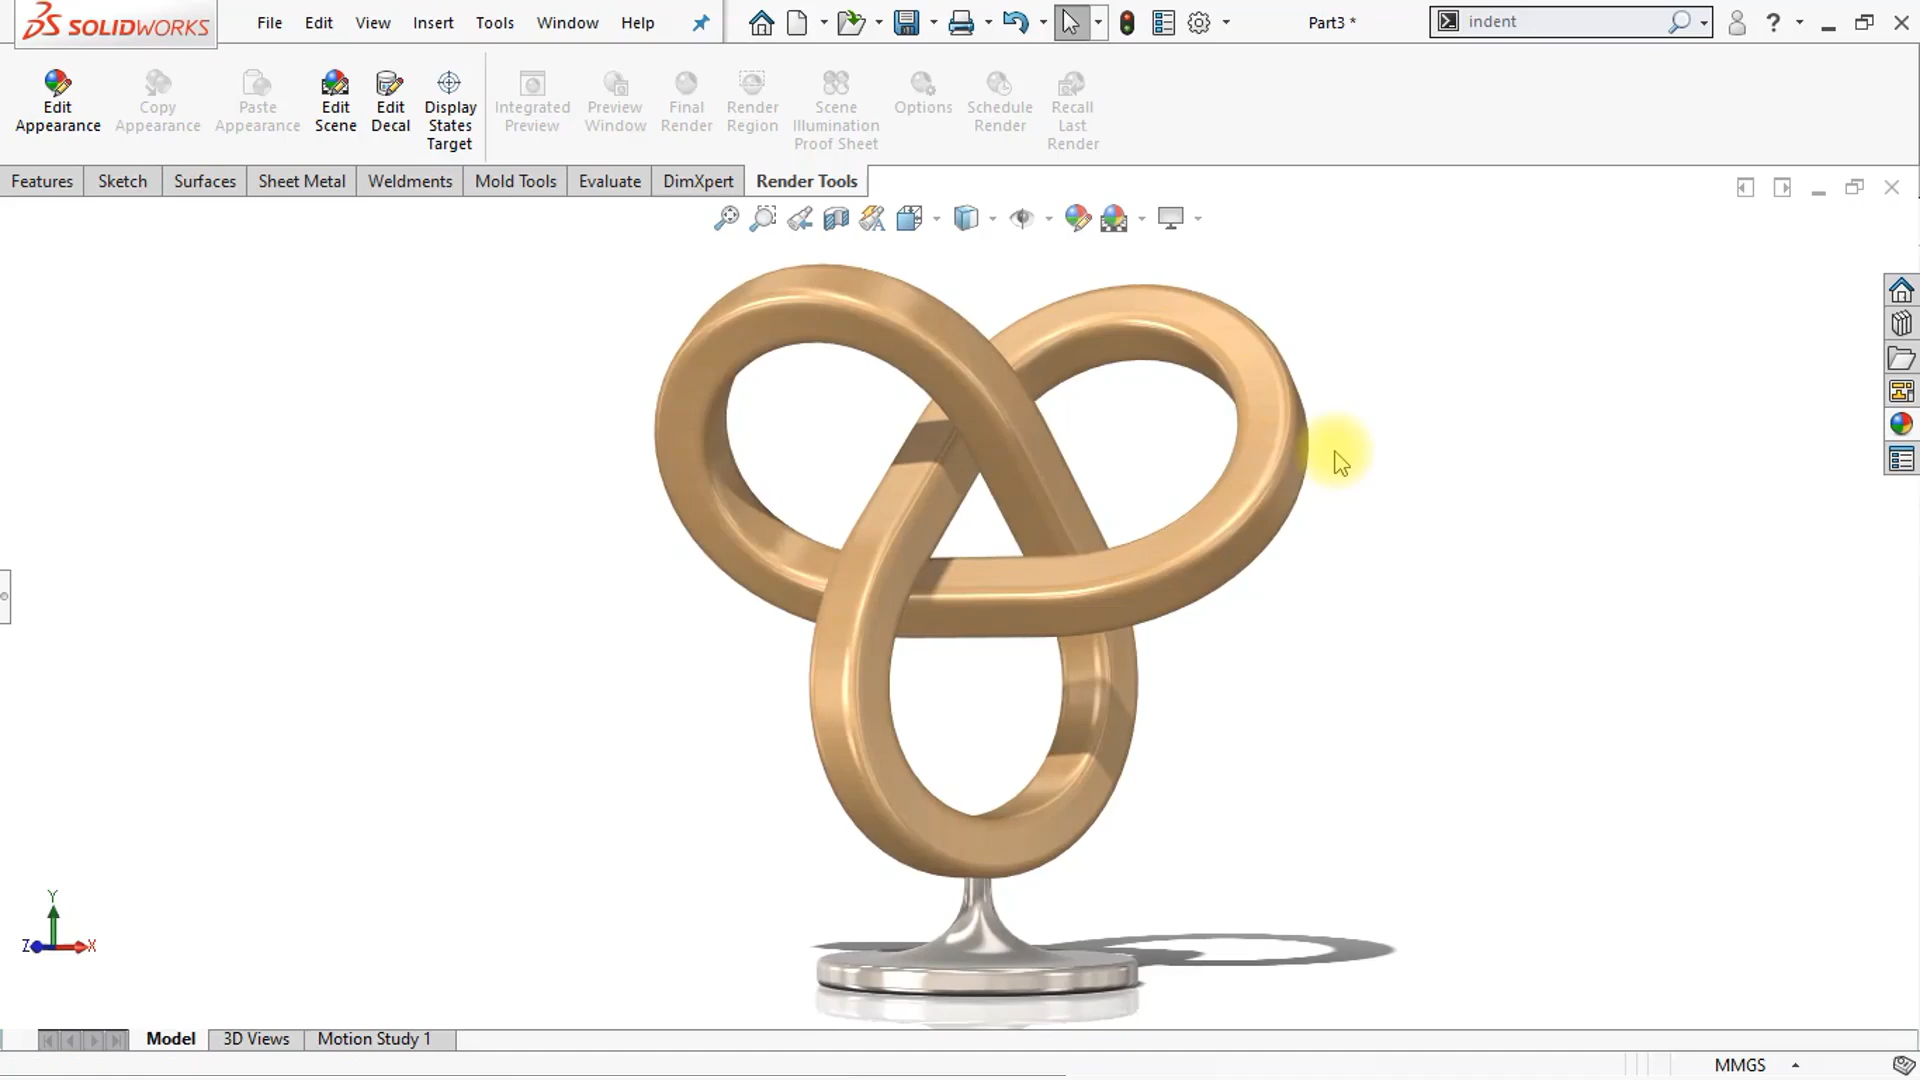 SOLIDWORKS File Edit View Insert Tools Window Help Part3 * indent ?
Edit Appearance
Copy Appearance
Paste Appearance
Edit Scene
Edit Decal
Display States Target
Integrated Preview
Preview Window
Final Render
Render Region
Scene Illumination Proof Sheet
Options
Schedule Render
Recall Last Render
Features Sketch Surfaces Sheet Metal Weldments Evaluate Mold Tools DimXpert Render Tools
Y
Z X
Model 3D Views Motion Study 1
MMGS